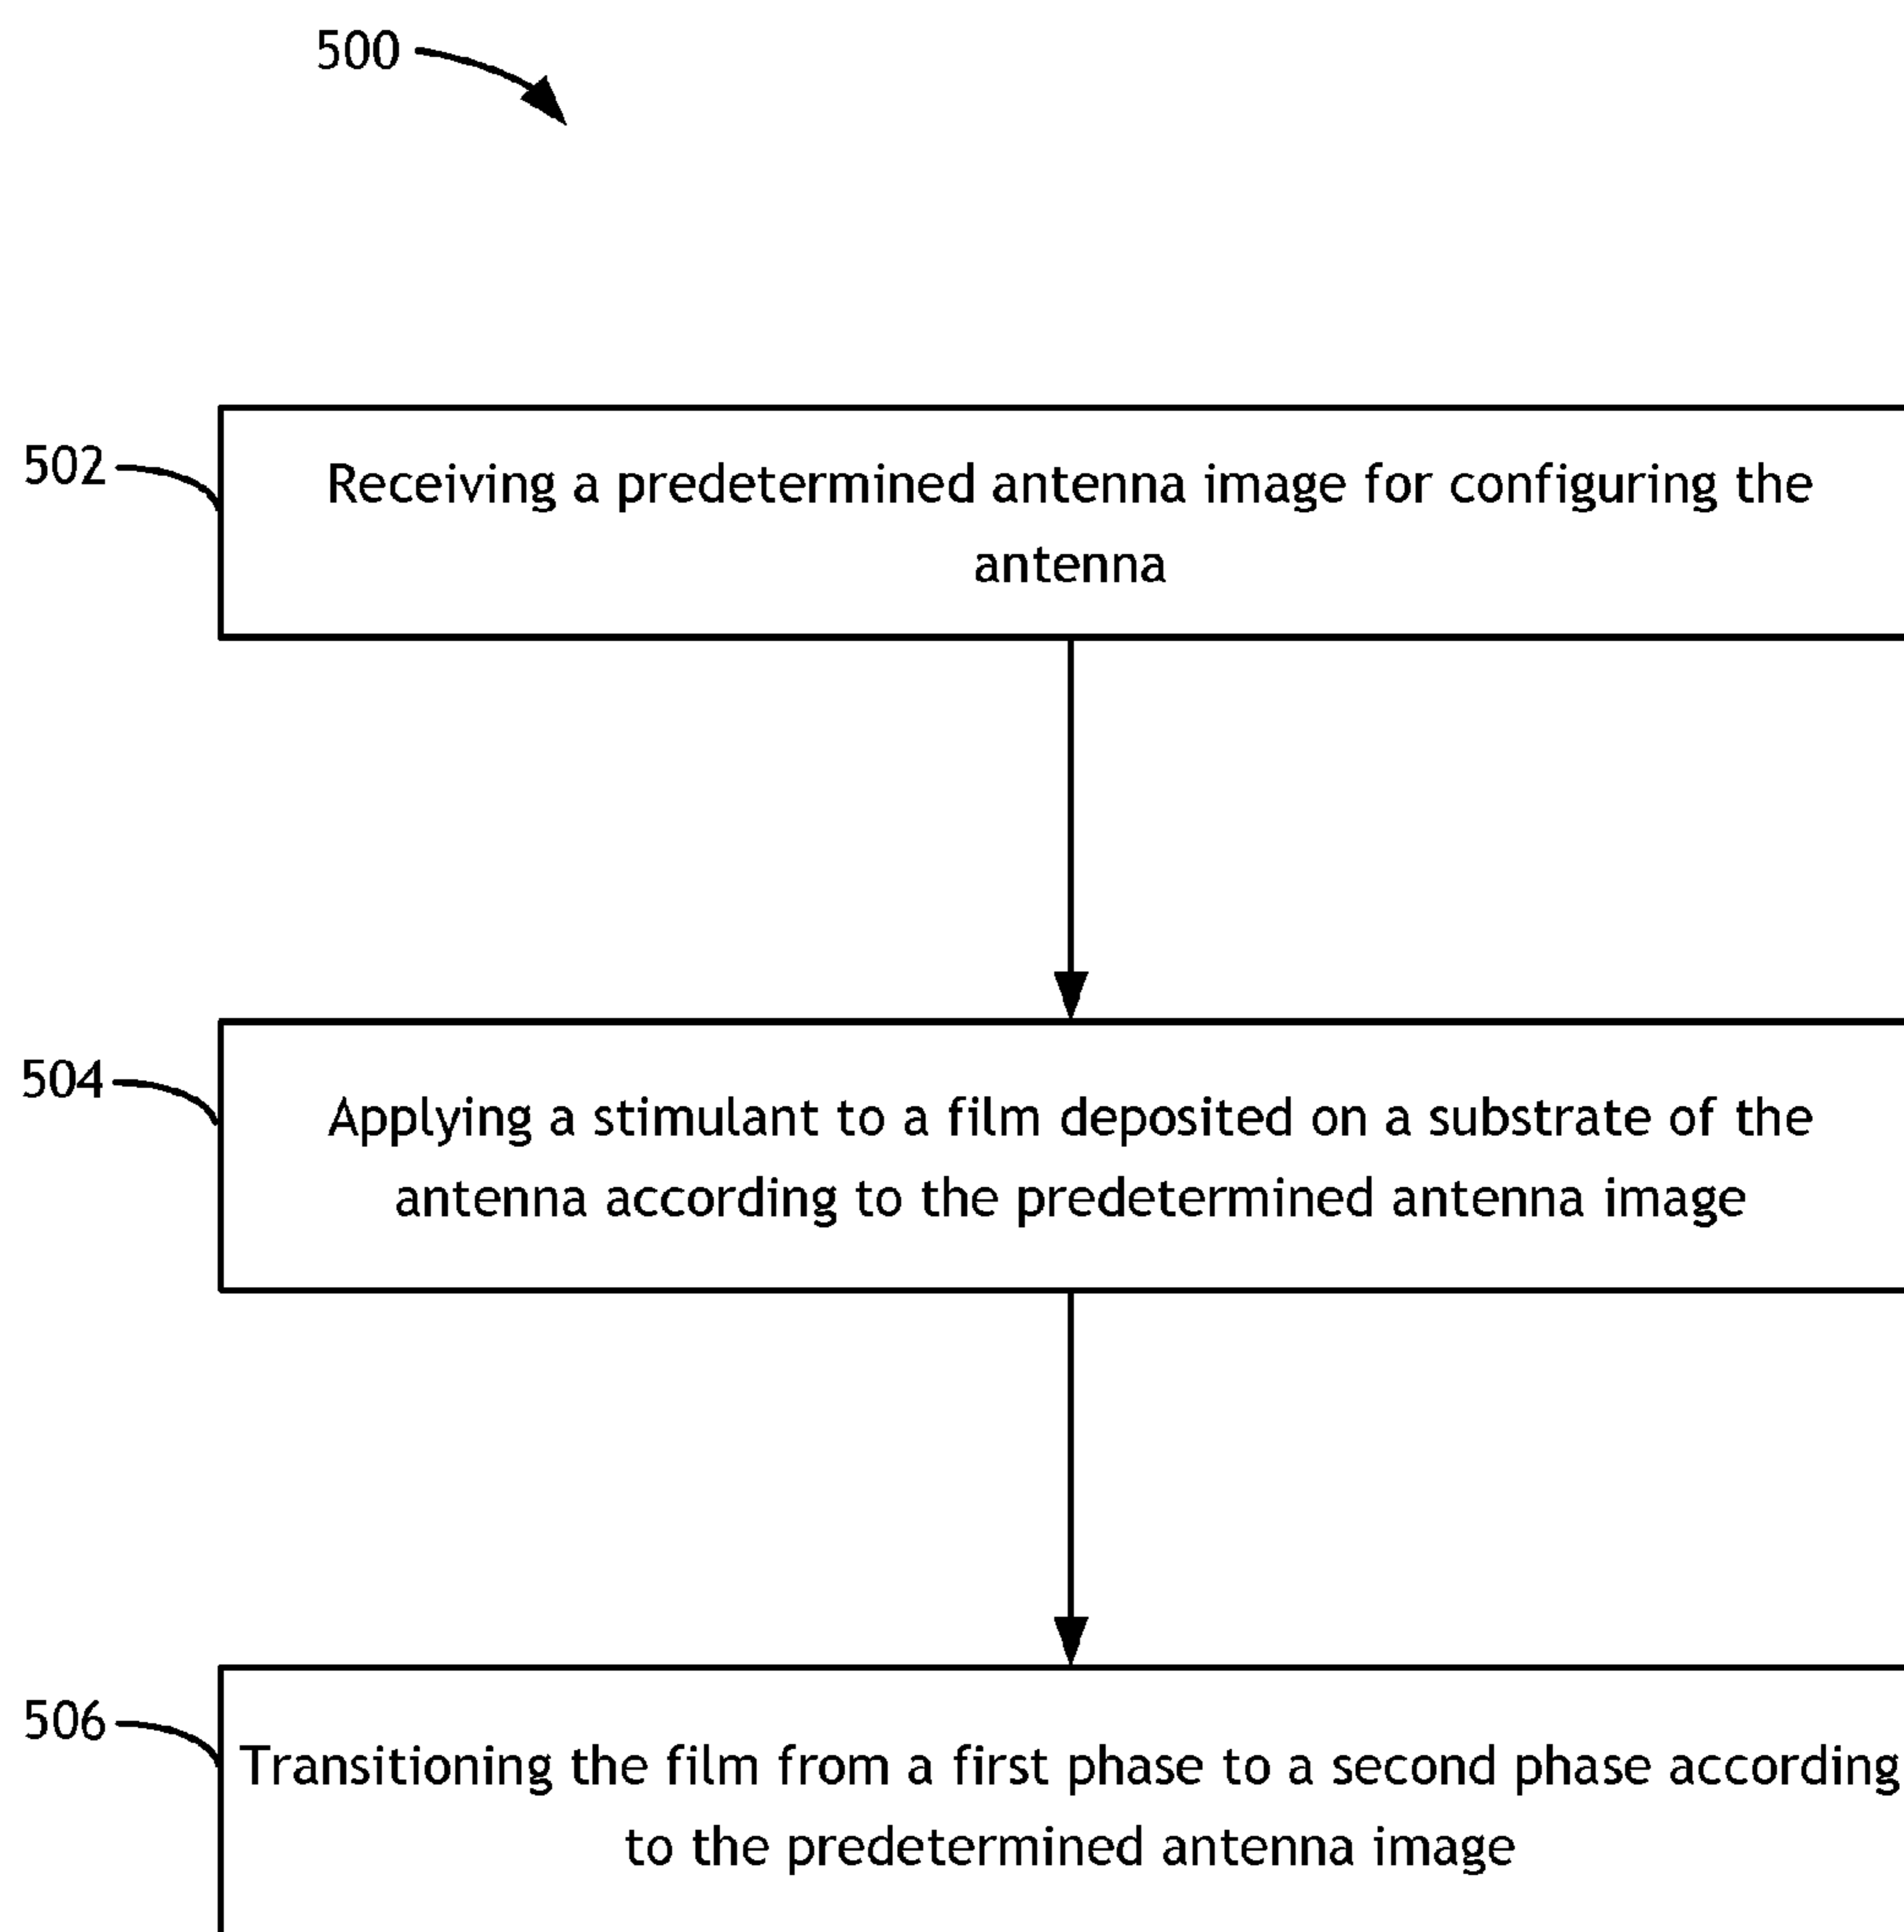 500
502
Receiving a predetermined antenna image for configuring the
antenna
504
Applying a stimulant to a film deposited on a substrate of the
antenna according to the predetermined antenna image
506
Transitioning the film from a first phase to a second phase according
to the predetermined antenna image